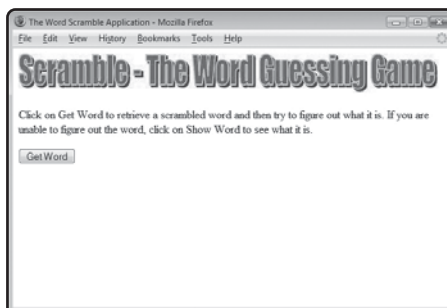 The Word Scramble Application - Mozilla Firefox
File Edit View History Bookmarks Tools Help
Scramble - The Word Guessing Game
Click on Get Word to retrieve a scrambled word and then try to figure out what it is. If you are
unable to figure out the word, click on Show Word to see what it is.
Get Word